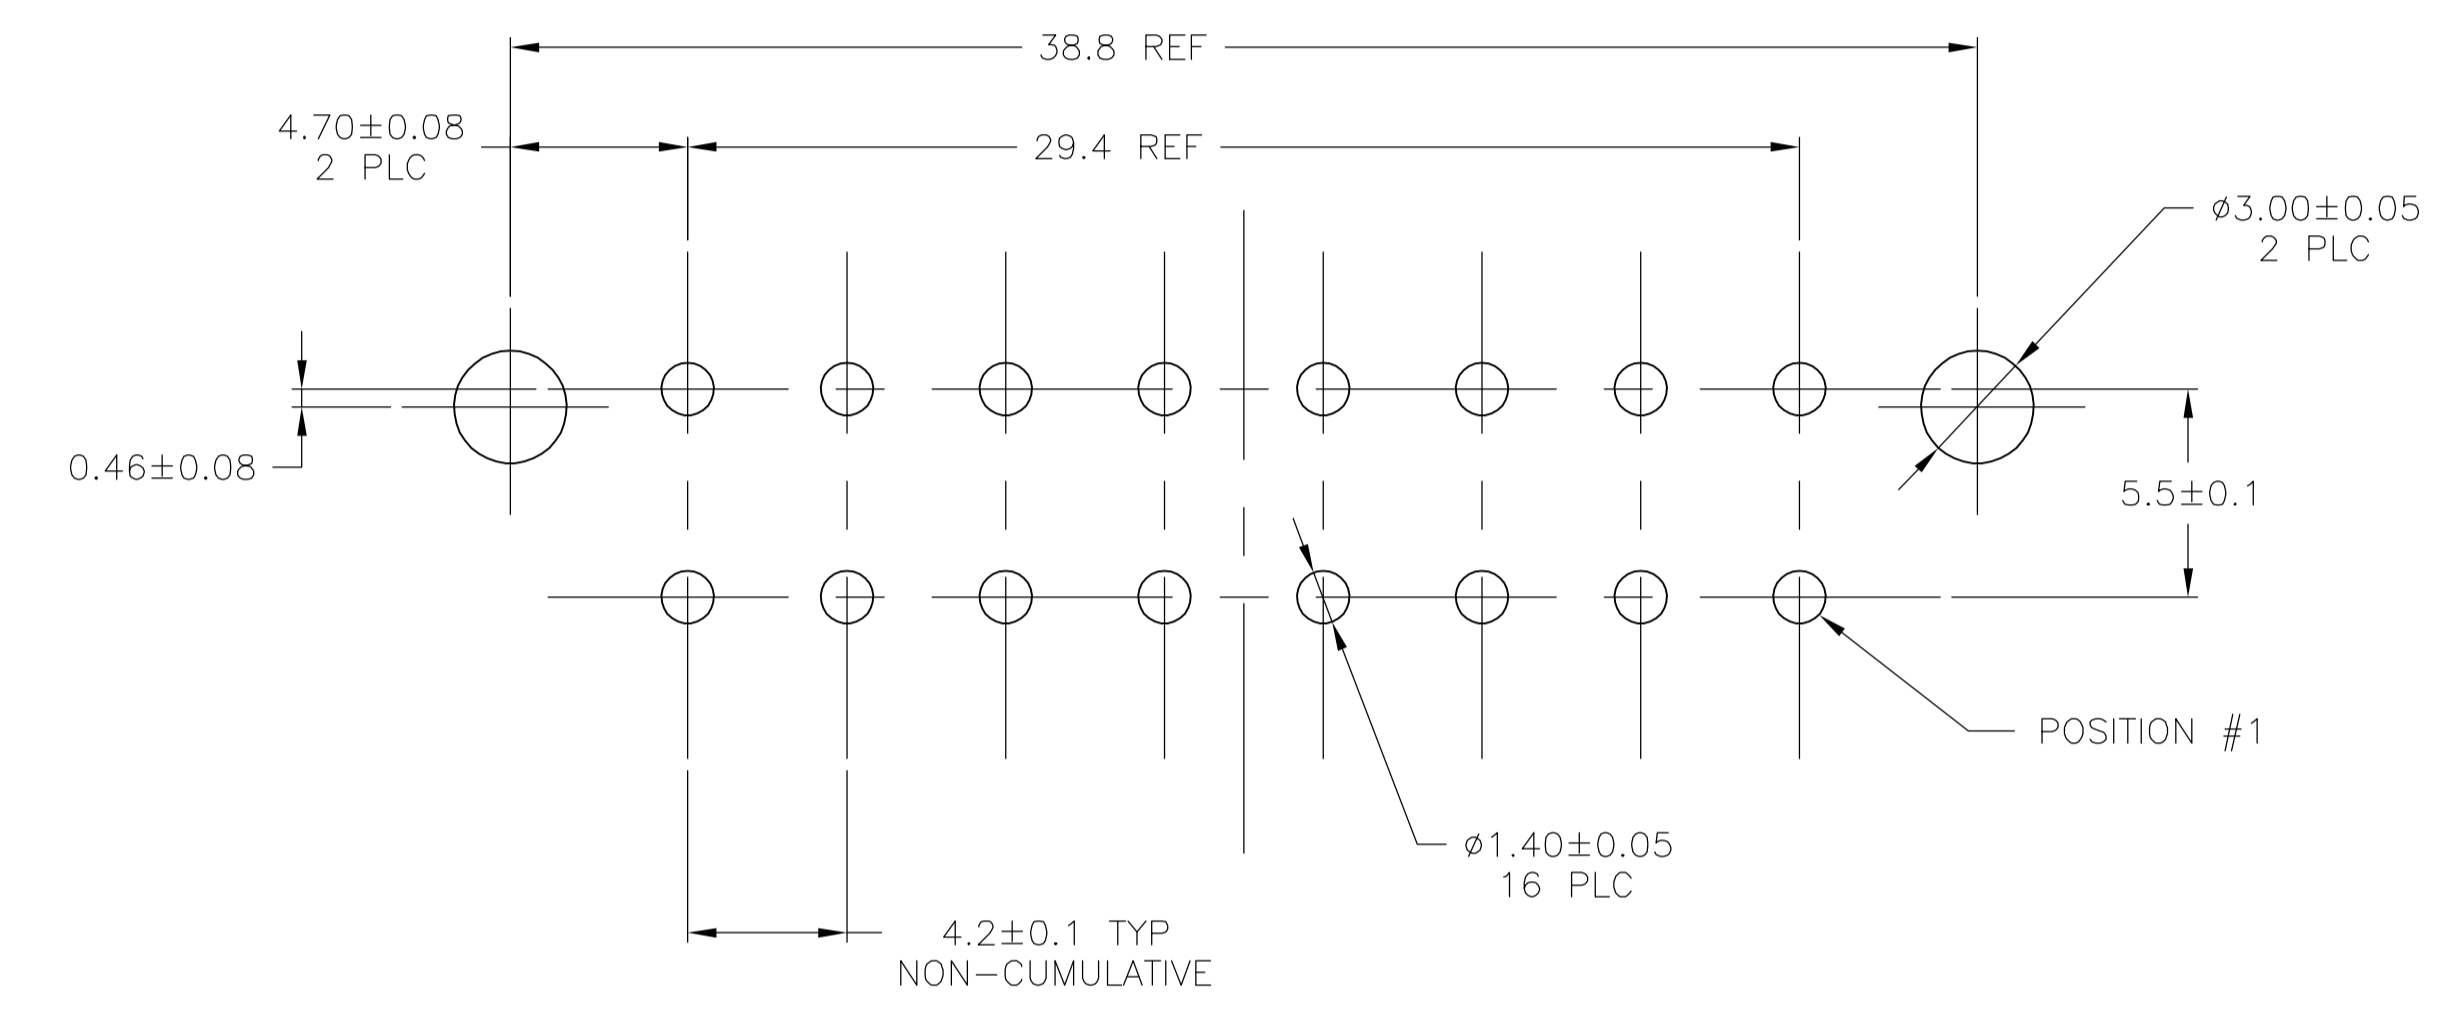 38.8 REF
4.70±0.08
2 PLC
29.4 REF
ø3.00±0.05
2 PLC
0.46±0.08
5.5±0.1
POSITION #1
ø1.40±0.05
16 PLC
4.2±0.1 TYP
NON-CUMULATIVE